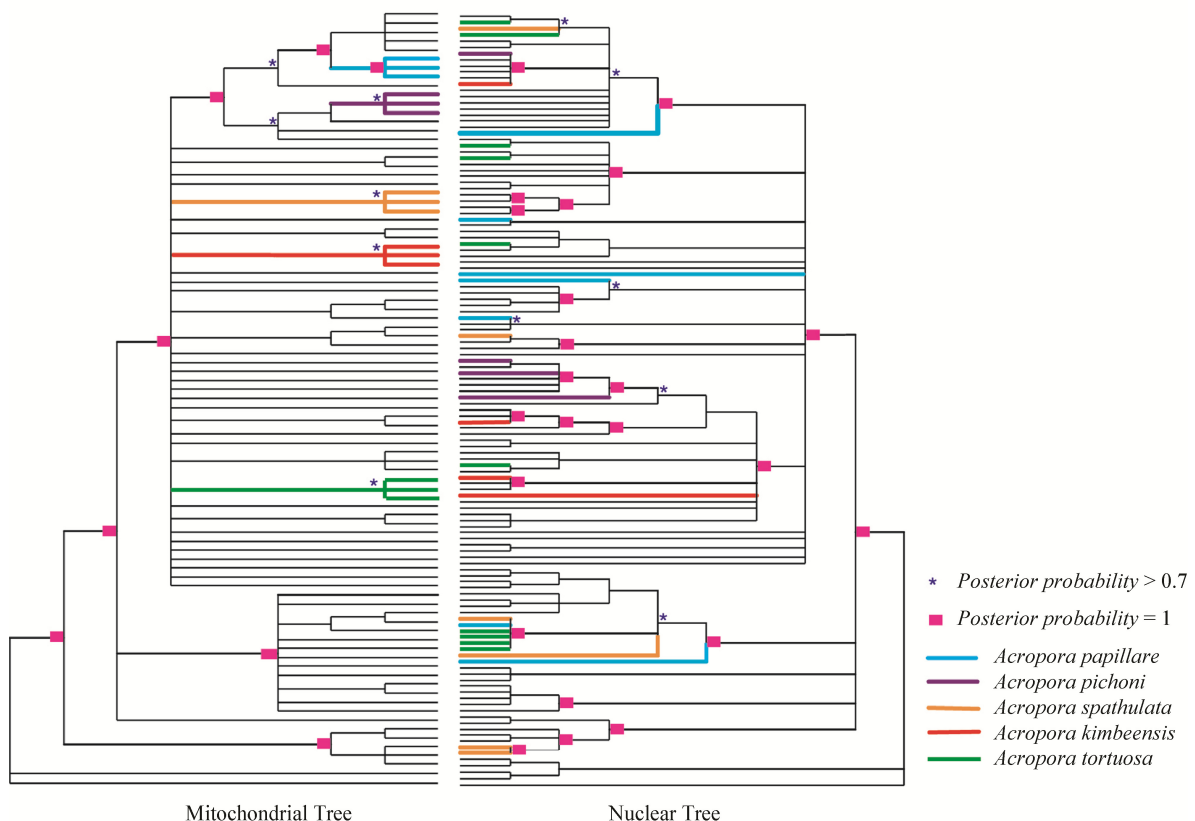 * Posterior probability > 0.7
Posterior probability = 1
Acropora papillare
Acropora pichoni
Acropora spathulata
Acropora kimbeensis
Acropora tortuosa
Mitochondrial Tree
Nuclear Tree